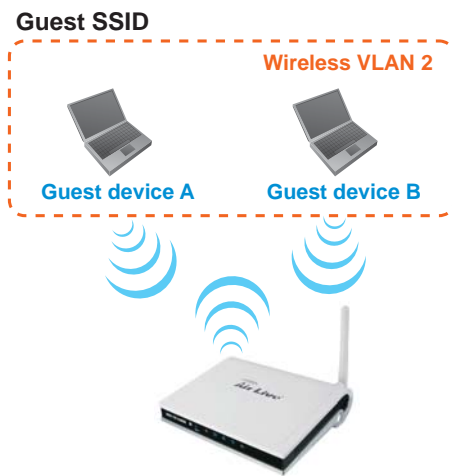 Guest SSID
Wireless VLAN 2
Guest device A
Guest device B
Air Live